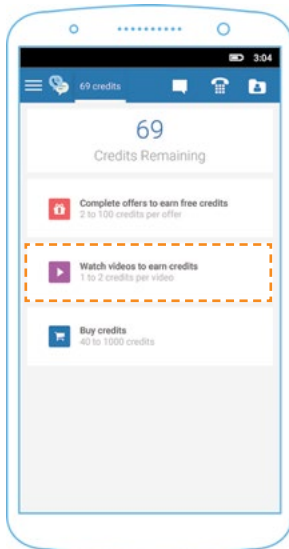 3:04
69 credits
69
Credits Remaining
Complete offers to earn free credits
2 to 100 credits per offer
Watch videos to earn credits
1 to 2 credits per video
Buy credits
40 to 1000 credits